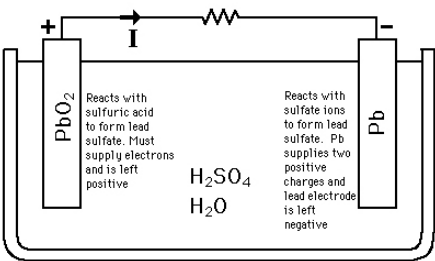 +
−
I
PbO2
Reacts with
sulfuric acid
to form lead
sulfate. Must
supply electrons
and is left
positive
H2SO4
H2O
Reacts with
sulfate ions
to form lead
sulfate. Pb
supplies two
positive
charges and
lead electrode
is left
negative
Pb